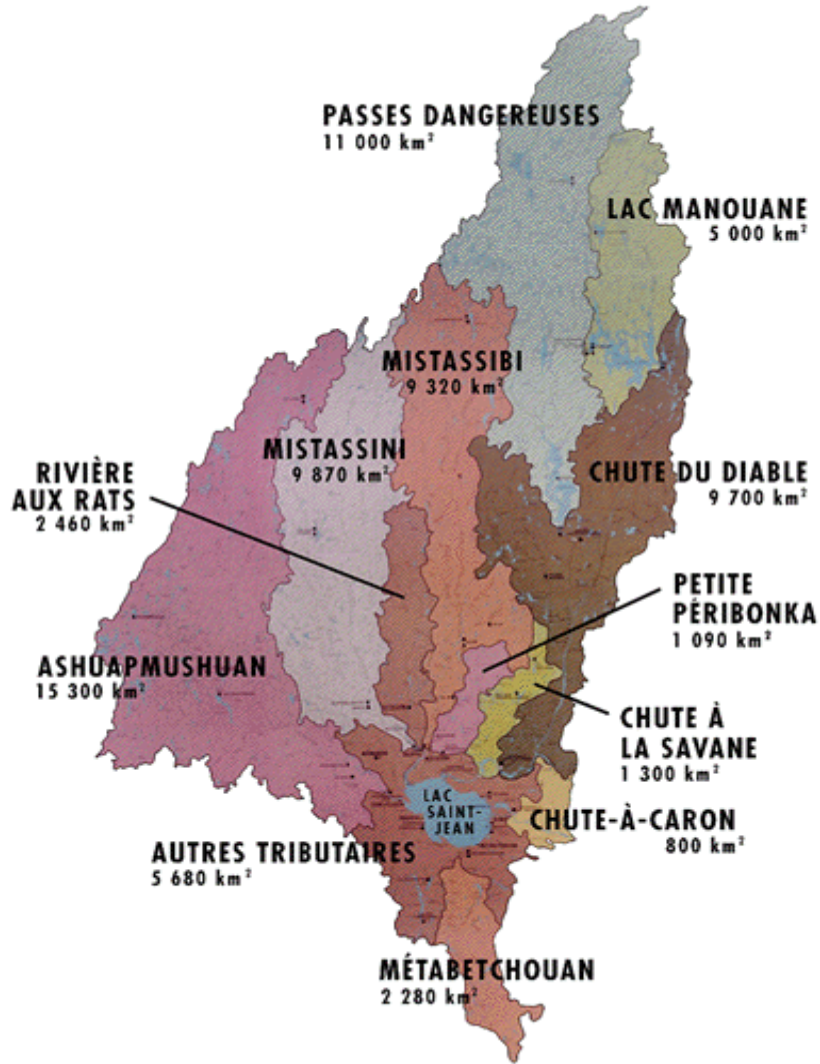 PASSES DANGEREUSES
11 000 km²
LAC MANOUANE
5 000 km²
MISTASSIBI
9 320 km²
MISTASSINI
9 870 km²
CHUTE DU DIABLE
9 700 km²
RIVIÈRE
AUX RATS
2 460 km²
PETITE
PÉRIBONKA
1 090 km²
ASHUAPMUSHUAN
15 300 km²
CHUTE À
LA SAVANE
1 300 km²
LAC
SAINT-
JEAN
CHUTE-À-CARON
800 km²
AUTRES TRIBUTAIRES
5 680 km²
MÉTABETCHOUAN
2 280 km²